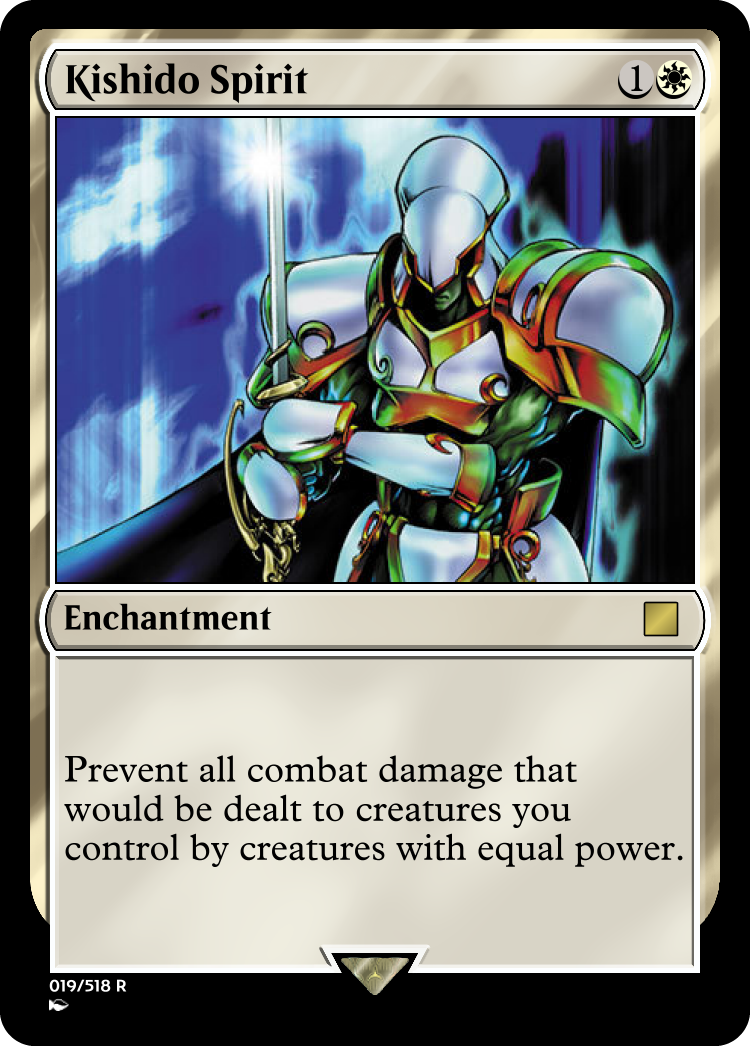 Kishido Spirit 1
Enchantment
Prevent all combat damage that
would be dealt to creatures you
control by creatures with equal power.
019/518 R